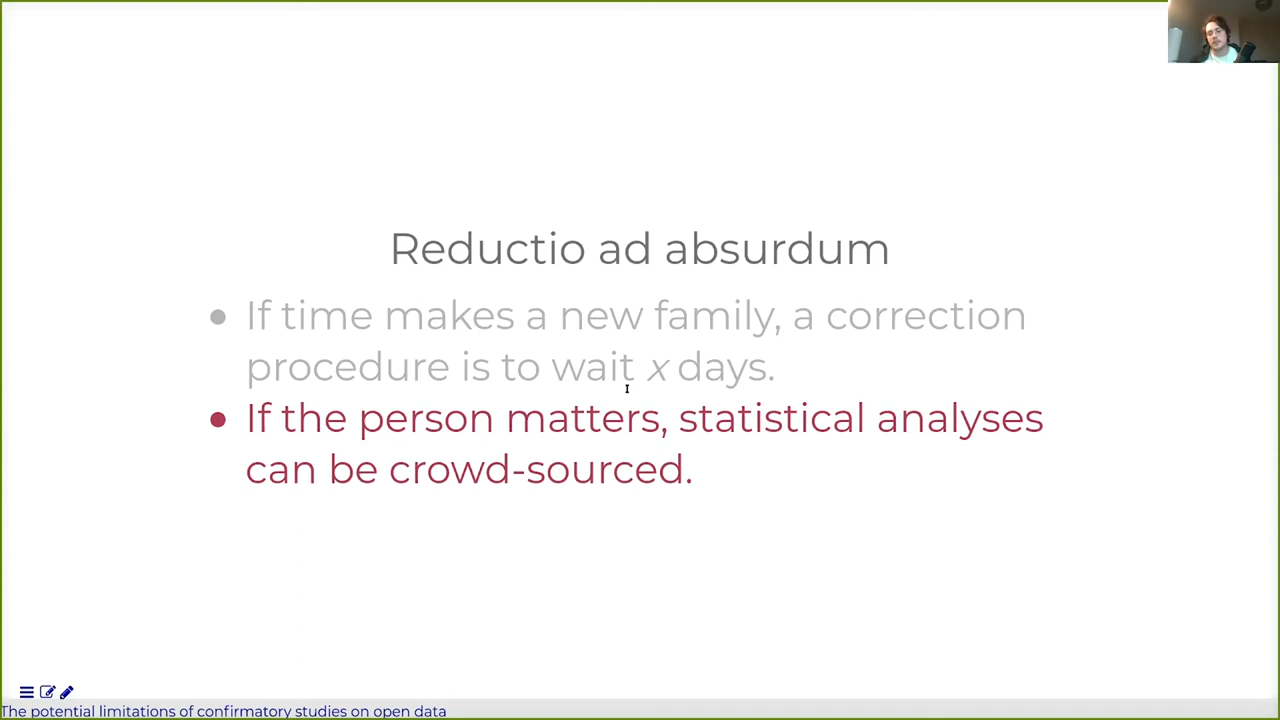 Reductio ad absurdum
● If time makes a new family, a correction
procedure is to wait x days.
● If the person matters, statistical analyses
can be crowd-sourced.
The potential limitations of confirmatory studies on open data